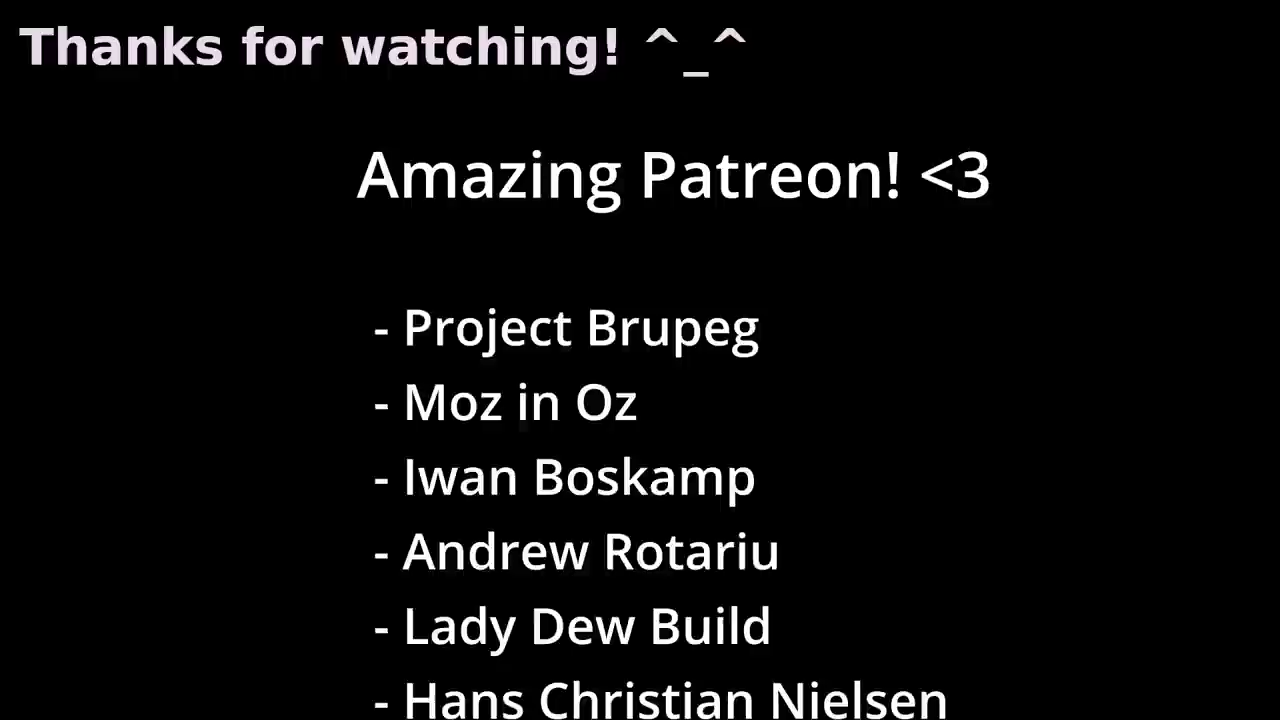 Thanks for watching! ^_^
Amazing Patreon! <3
- Project Brupeg
- Moz in Oz
- Iwan Boskamp
- Andrew Rotariu
- Lady Dew Build
- Hans Christian Nielsen